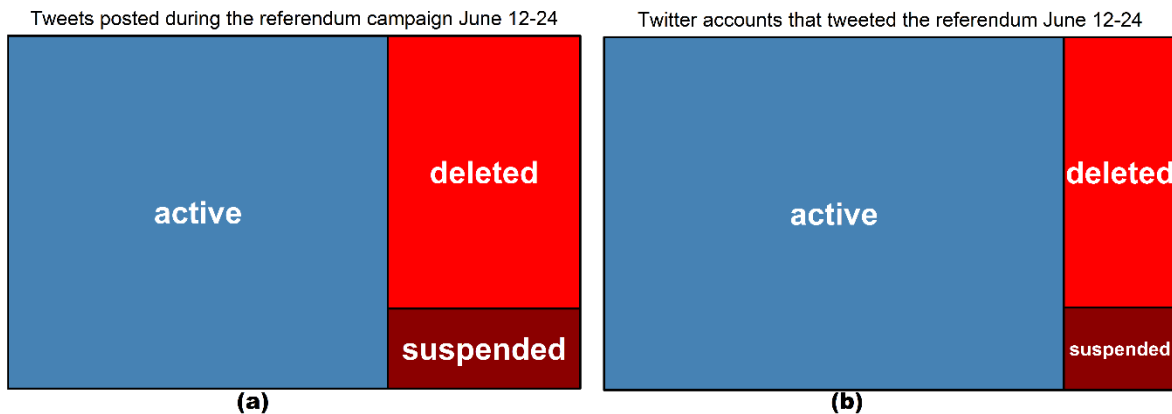 Tweets posted during the referendum campaign June 12-24
active
deleted
suspended
(a)
Twitter accounts that tweeted the referendum June 12-24
active
deleted
suspended
(b)